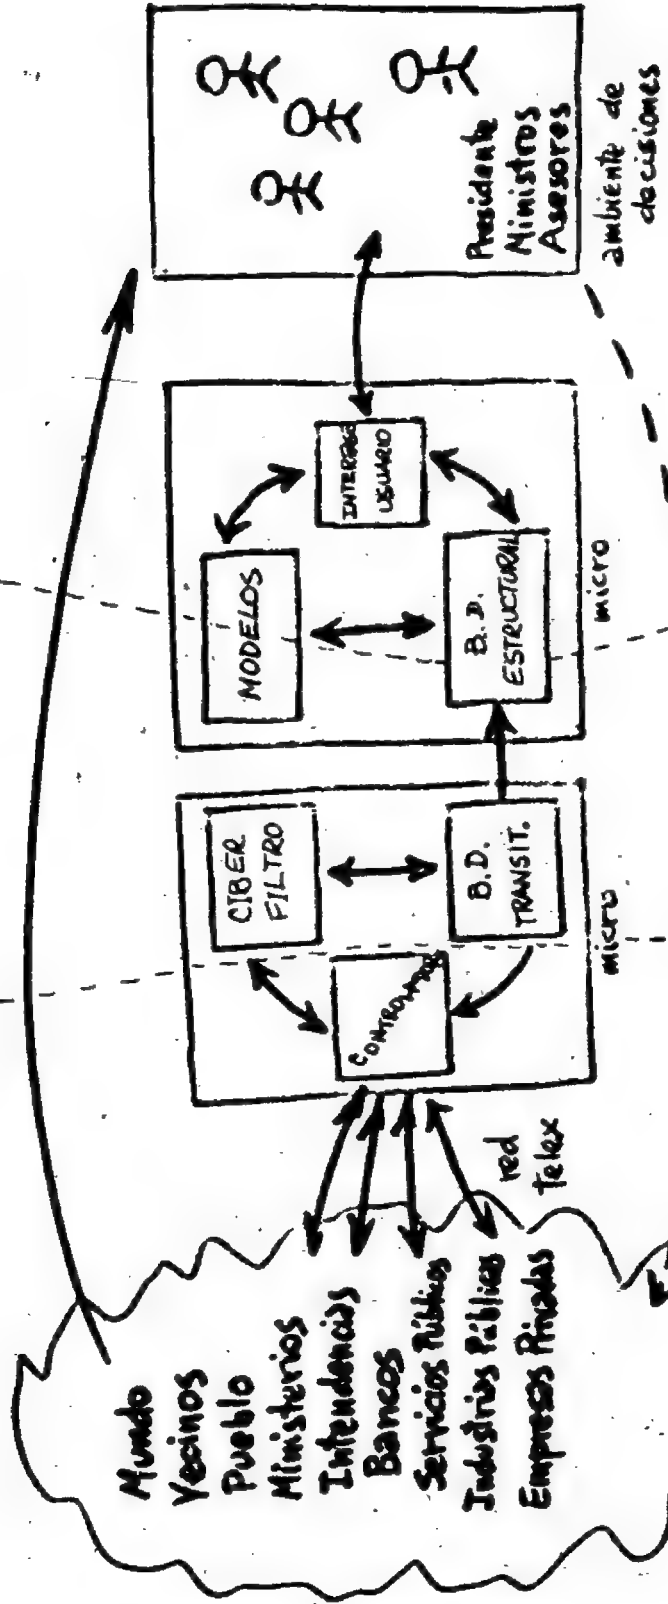 Mundo
Vecinos
Pueblo
Ministerios
Intendencias
Bancos
Servicios Públicos
Industrias Públicas
Empresas Privadas
red
telex
CONTROLADOR
CIBER
FILTRO
B.D.
TRANSIT.
micro
MODELOS
B.D.
ESTRUCTURAL
INTERFASE
USUARIO
micro
Presidente
Ministros
Asesores
ambiente de
decisiones